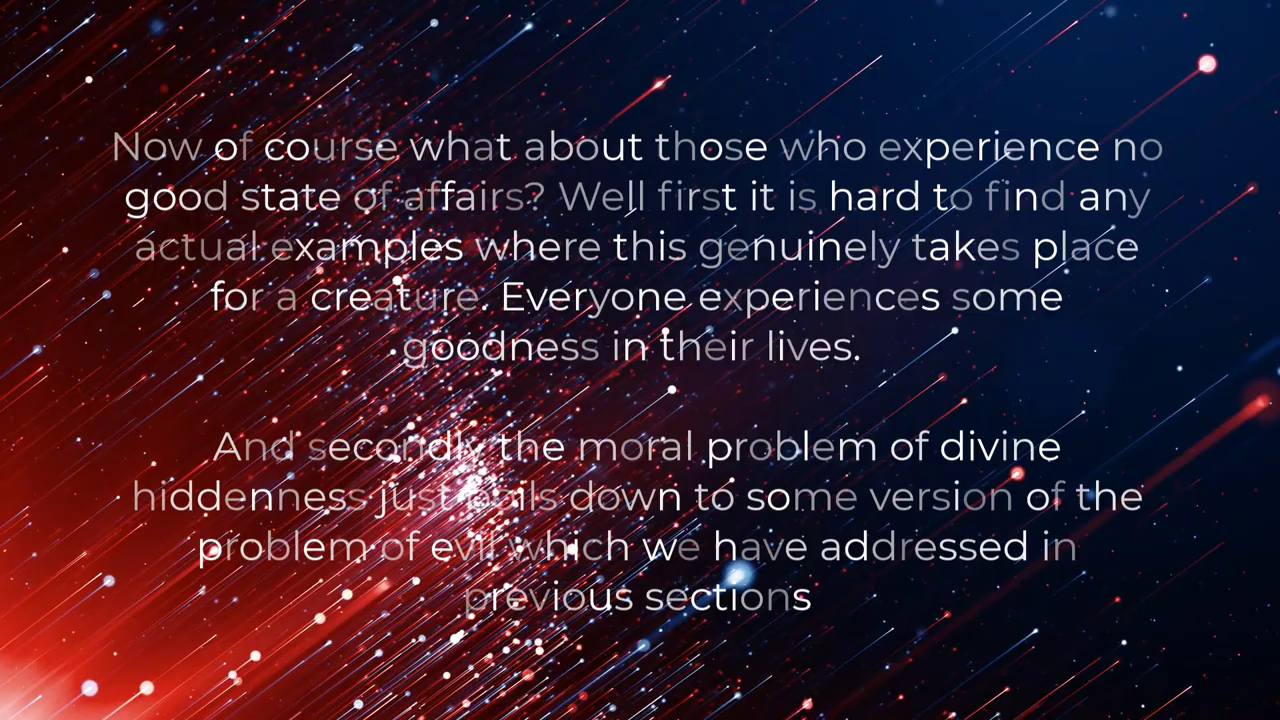 Now of course what about those who experience no
good state of affairs? Well first it is hard to find any
actual examples where this genuinely takes place
for a creature. Everyone experiences some
goodness in their lives.
And secondly the moral problem of divine
hiddenness just boils down to some version of the
problem of evil which we have addressed in
previous sections